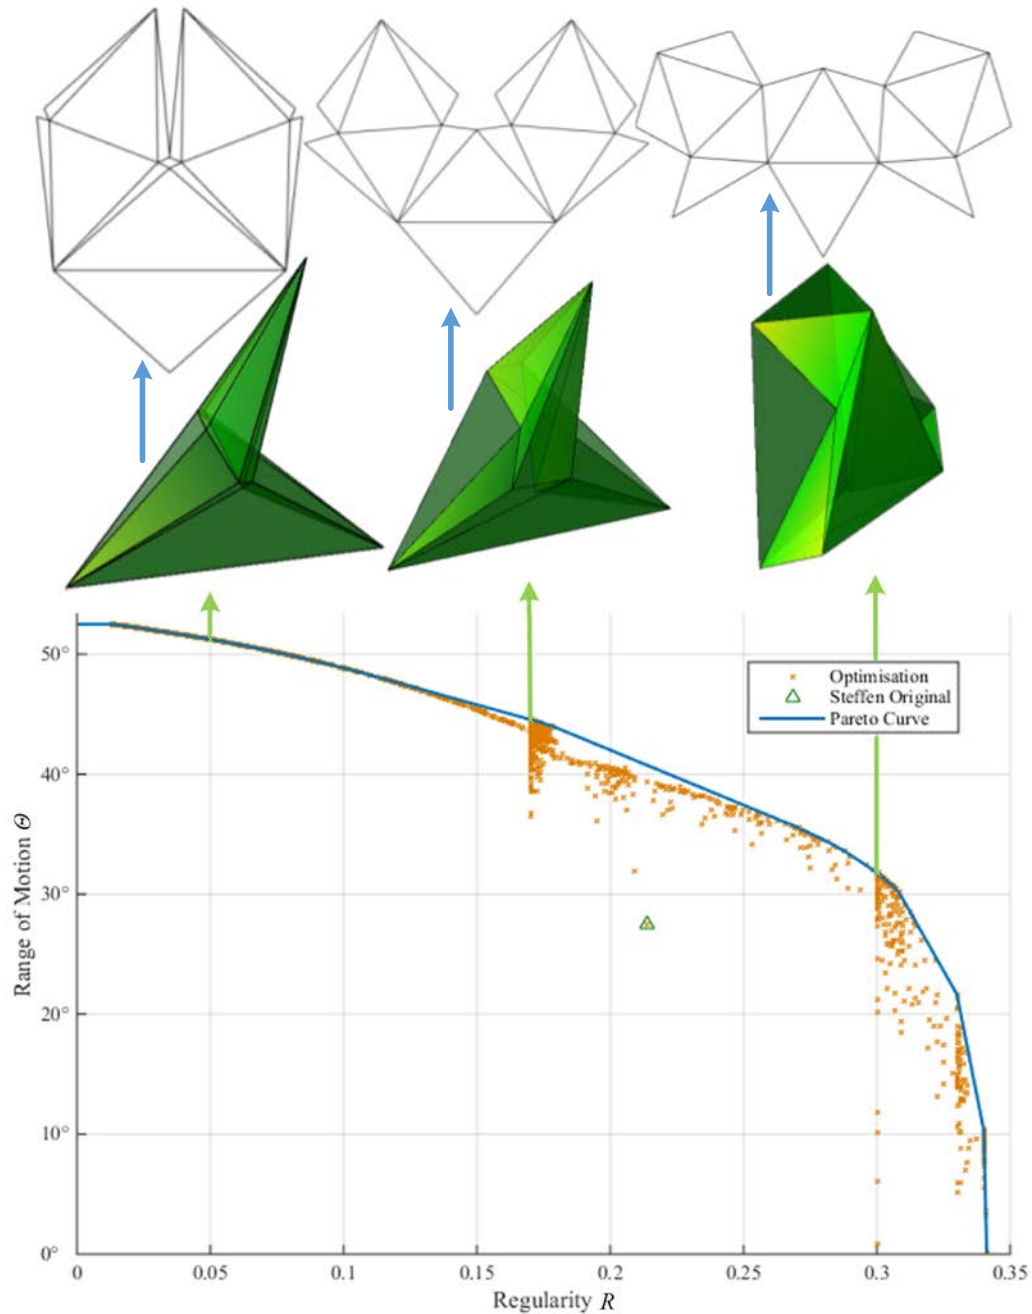 Optimisation
Steffen Original
Pareto Curve
Range of Motion Θ
50°
40°
30°
20°
10°
0°
0 0.05 0.1 0.15 0.2 0.25 0.3 0.35
Regularity R